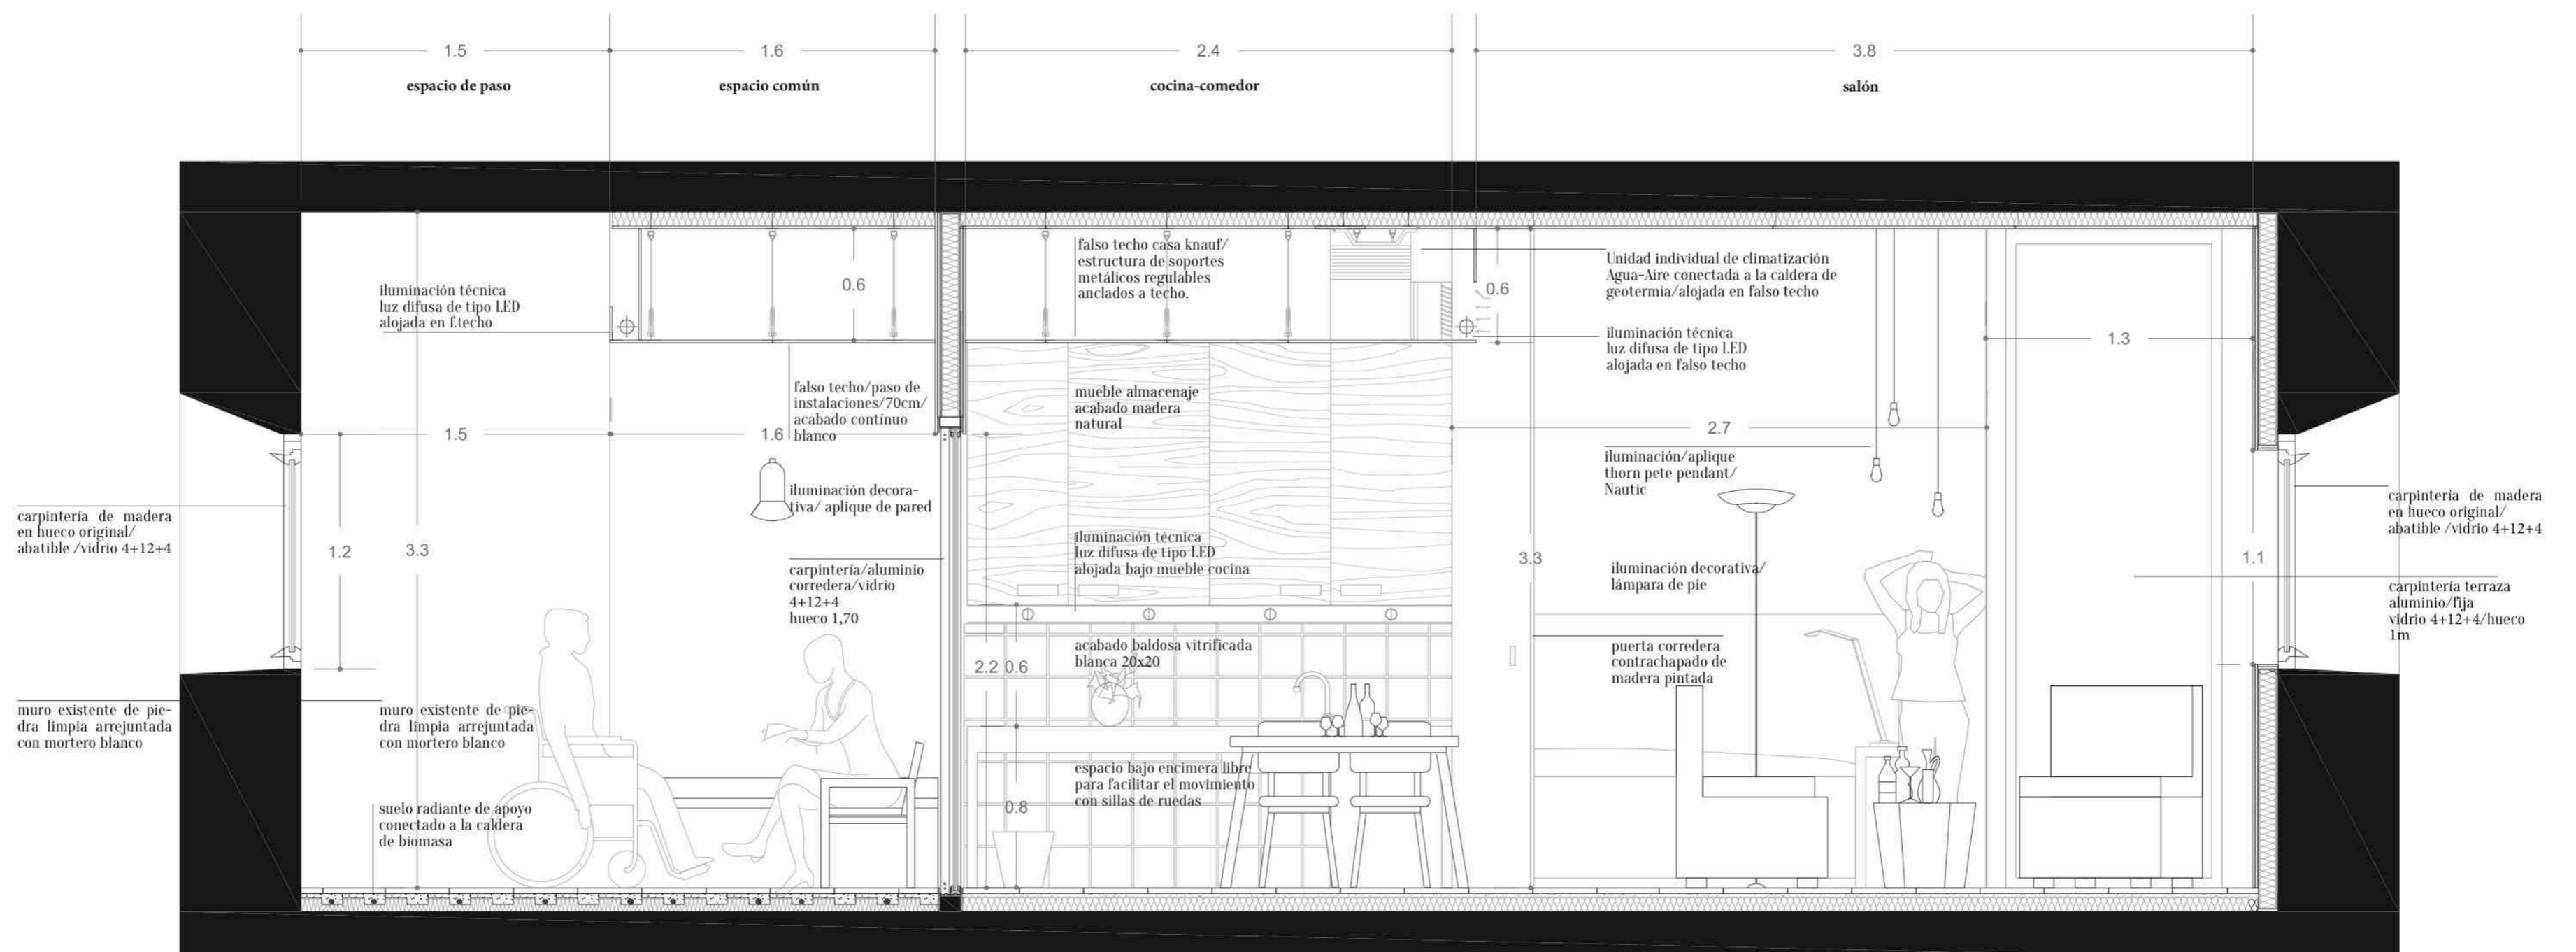 1.5
1.6
2.4
3.8
espacio de paso
espacio común
cocina-comedor
salón
iluminación técnica
luz difusa de tipo LED
alojada en f.techo
0.6
falso techo casa knauf/
estructura de soportes
metálicos regulables
anclados a techo.
0.6
Unidad individual de climatización
Agua-Aire conectada a la caldera de
geotermia/alojada en falso techo
iluminación técnica
luz difusa de tipo LED
alojada en falso techo
1.3
falso techo/paso de
instalaciones/70cm/
acabado contínuo
blanco
mueble almacenaje
acabado madera
natural
1.5
1.6
2.7
iluminación/aplique
thorn pete pendant/
Nautic
iluminación decora-
tiva/ aplique de pared
carpintería de madera
en hueco original/
abatible /vidrio 4+12+4
1.2
3.3
iluminación técnica
luz difusa de tipo LED
alojada bajo mueble cocina
3.3
iluminación decorativa/
lámpara de pie
1.1
carpintería de madera
en hueco original/
abatible /vidrio 4+12+4
carpintería/aluminio
corredera/vidrio
4+12+4
hueco 1,70
carpintería terraza
aluminio/fija
vidrio 4+12+4/hueco
1m
2.2
0.6
acabado baldosa vitrificada
blanca 20x20
puerta corredera
contrachapado de
madera pintada
muro existente de pie-
dra limpia arrejuntada
con mortero blanco
muro existente de pie-
dra limpia arrejuntada
con mortero blanco
espacio bajo encimera libre
para facilitar el movimiento
con sillas de ruedas
0.8
suelo radiante de apoyo
conectado a la caldera
de biomasa